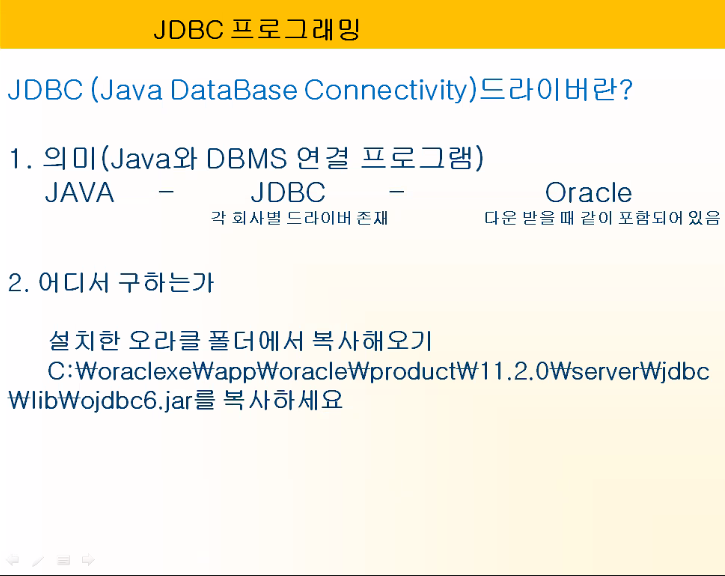 JDBC 프로그래밍
JDBC (Java DataBase Connectivity)드라이버란?
1. 의미(Java와 DBMS 연결 프로그램)
JAVA – JDBC – Oracle
각 회사별 드라이버 존재 다운 받을 때 같이 포함되어 있음
2. 어디서 구하는가
설치한 오라클 폴더에서 복사해오기
C:₩oraclexe₩app₩oracle₩product₩11.2.0₩server₩jdbc
₩lib₩ojdbc6.jar를 복사하세요